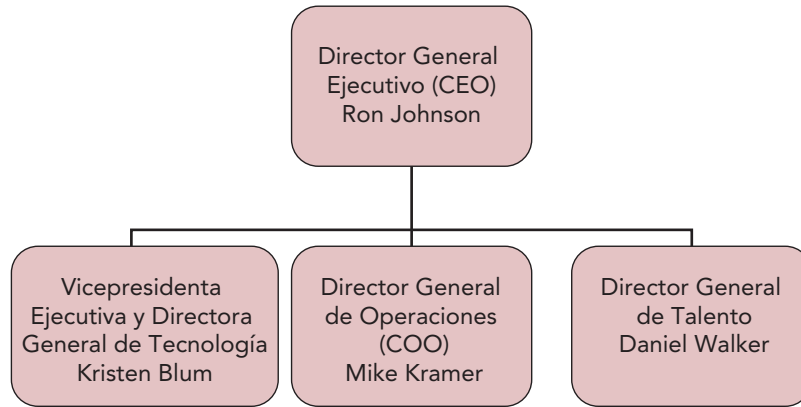 Director General
Ejecutivo (CEO)
Ron Johnson
Vicepresidenta
Ejecutiva y Directora
General de Tecnología
Kristen Blum
Director General
de Operaciones
(COO)
Mike Kramer
Director General
de Talento
Daniel Walker